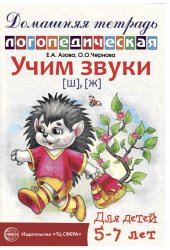 Домашняя тетрадь
логопедическая
Е.А. Азова, О.О.Чернова
Учим звуки
[ш], [ж]
Для детей
5-7 лет
Издательство «ТЦ СФЕРА»